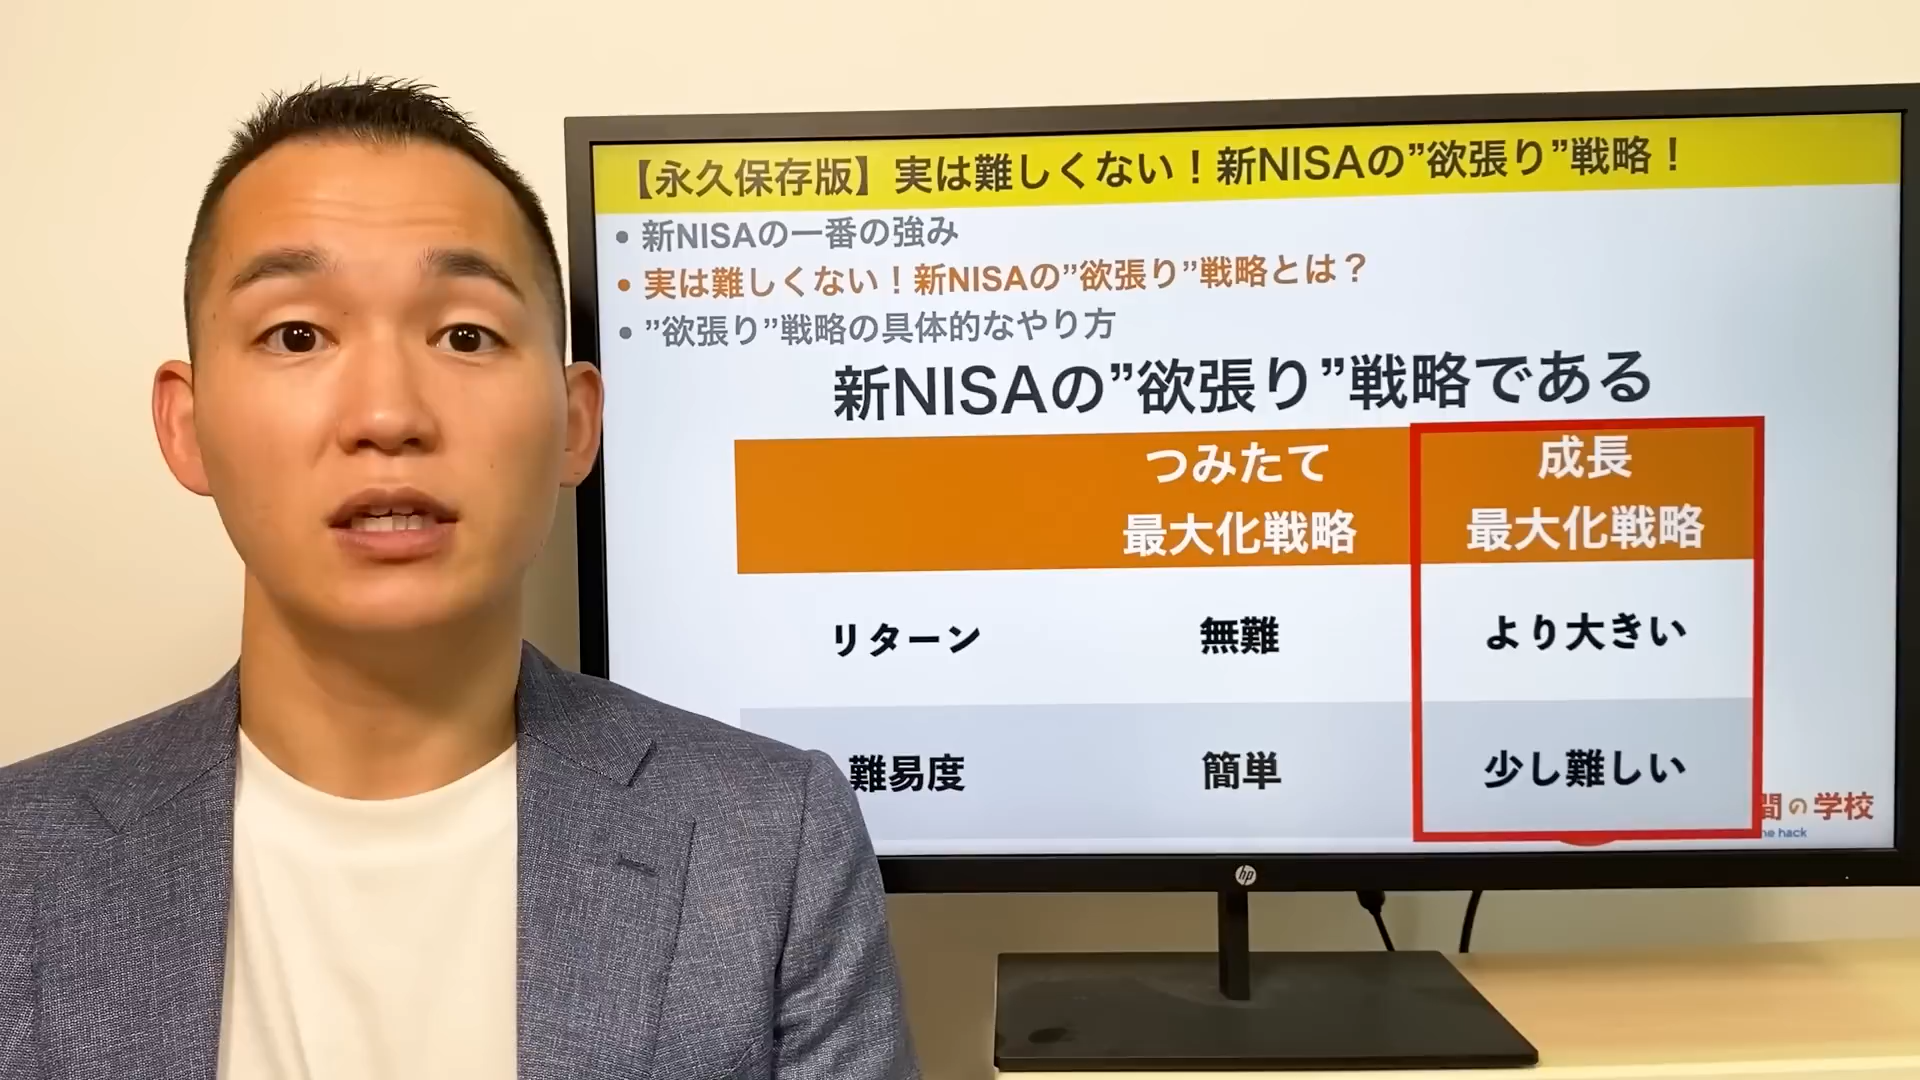 【永久保存版】実は難しくない！新NISAの”欲張り”戦略！
• 新NISAの一番の強み
• 実は難しくない！新NISAの”欲張り”戦略とは？
• ”欲張り”戦略の具体的なやり方
新NISAの”欲張り”戦略である
つみたて
最大化戦略
成長
最大化戦略
リターン
無難
より大きい
難易度
簡単
少し難しい
間の学校
hack
hp